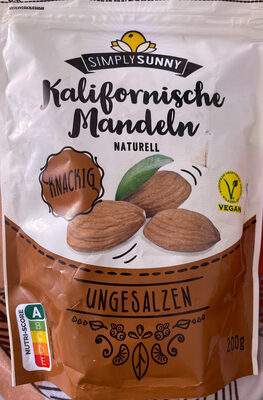 SIMPLY SUNNY
Kalifornische
Mandeln
NATURELL
KNACKIG
VEGAN
UNGESALZEN
NUTRI-SCORE
A
B
C
D
E
200g